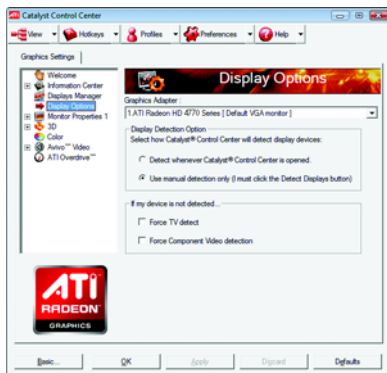 ATI Catalyst Control Center
View Hotkeys Profiles Preferences Help
Graphics Settings
Welcome
Information Center
Displays Manager
Display Options
Monitor Properties 1
3D
Color
Avivo™ Video
ATI Overdrive™
Display Options
Graphics Adapter
1.ATI Radeon HD 4770 Series [ Default VGA monitor ]
Display Detection Option
Select how Catalyst® Control Center will detect display devices:
Detect whenever Catalyst® Control Center is opened.
Use manual detection only (I must click the Detect Displays button)
If my device is not detected...
Force TV detect
Force Component Video detection
ATI
RADEON
GRAPHICS
Basic... OK Apply Discard Defaults